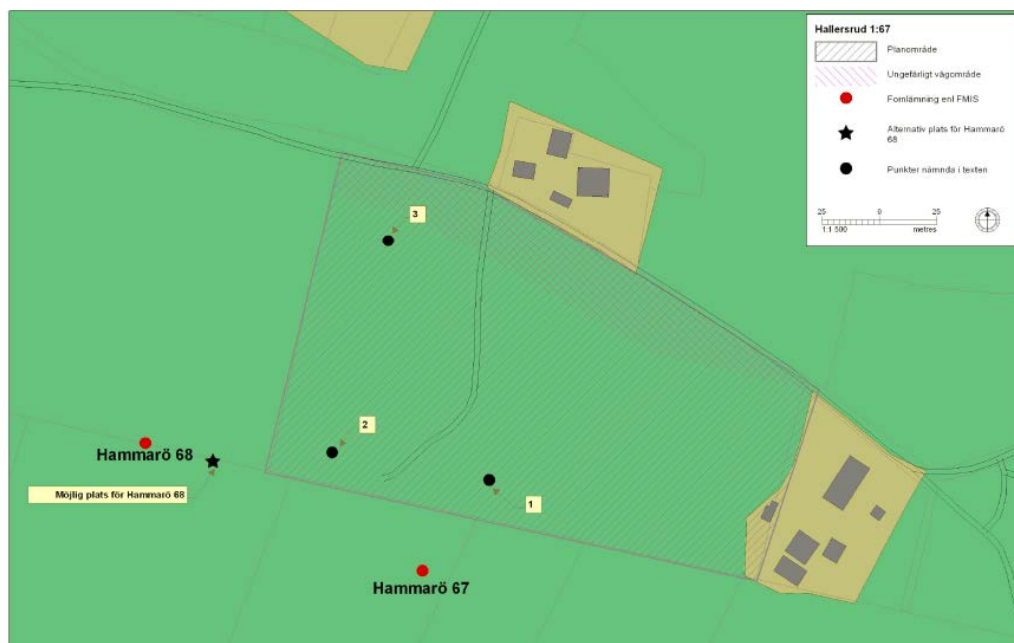 Hallersrud 1:67
Planområde
Ungefärligt vägområde
Fornlämning enl FMIS
Alternativ plats för Hammarö
68
Punkter nämnda i texten
25 0 25
1:1 500 metres
3
2
Hammarö 68
Möjlig plats för Hammarö 68
1
Hammarö 67